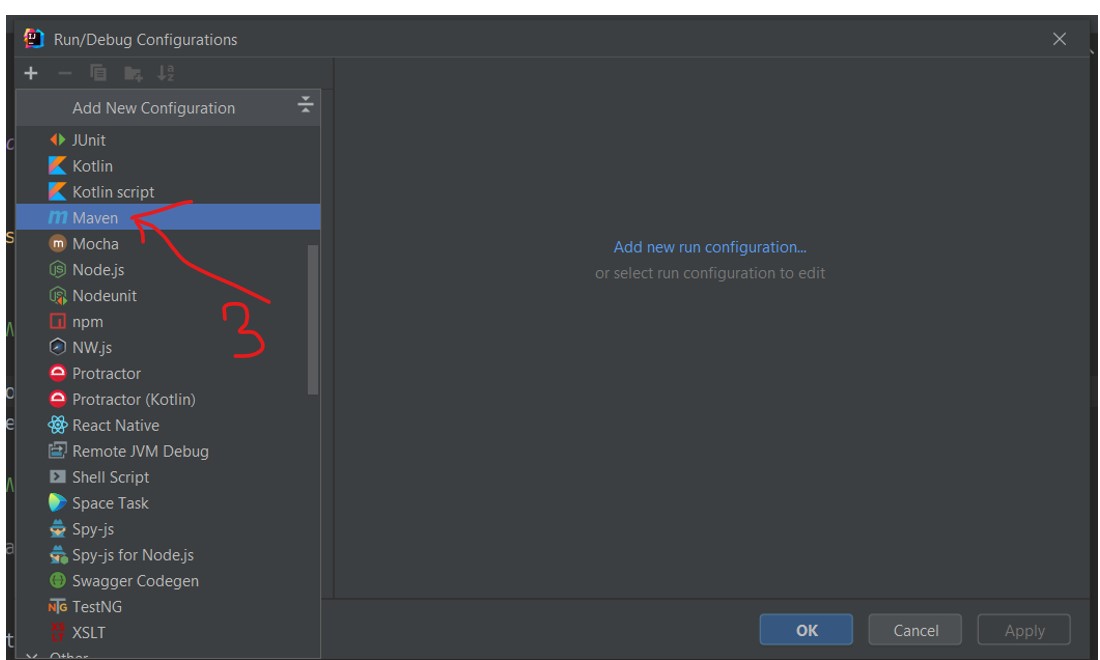 Run/Debug Configurations
Add New Configuration
JUnit
Kotlin
Kotlin script
Maven
Mocha
Node.js
Nodeunit
npm
NW.js
Protractor
Protractor (Kotlin)
React Native
Remote JVM Debug
Shell Script
Space Task
Spy-js
Spy-js for Node.js
Swagger Codegen
TestNG
XSLT
Other
3
Add new run configuration...
or select run configuration to edit
OK
Cancel
Apply